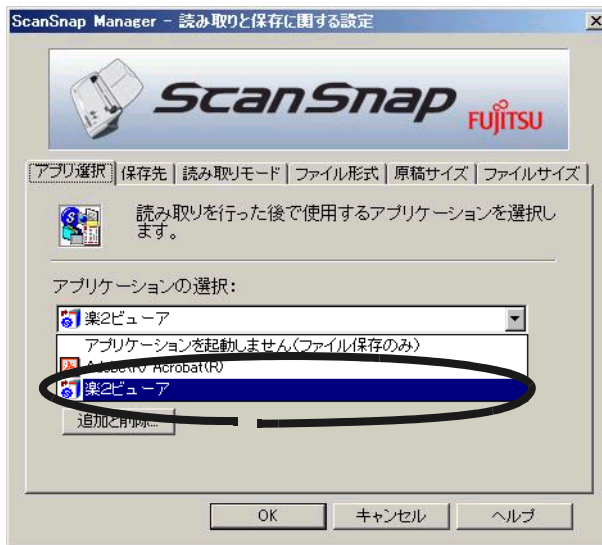 ScanSnap Manager - 読み取りと保存に関する設定
ScanSnap
FUJITSU
アプリ選択 保存先 読み取りモード ファイル形式 原稿サイズ ファイルサイズ
読み取りを行った後で使用するアプリケーションを選択し
ます。
アプリケーションの選択:
楽2ビューア
アプリケーションを起動しません(ファイル保存のみ)
Adobe(R) Acrobat(R)
楽2ビューア
追加と削除...
OK キャンセル ヘルプ